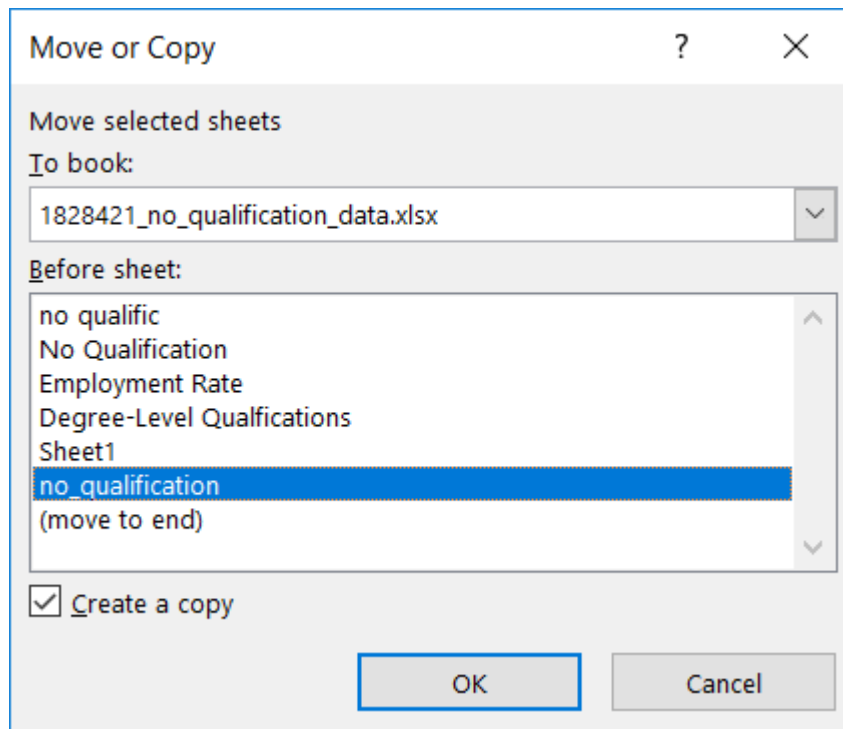 Move or Copy ?
Move selected sheets
To book:
1828421_no_qualification_data.xlsx
Before sheet:
no qualific
No Qualification
Employment Rate
Degree-Level Qualfications
Sheet1
no_qualification
(move to end)
Create a copy
OK Cancel